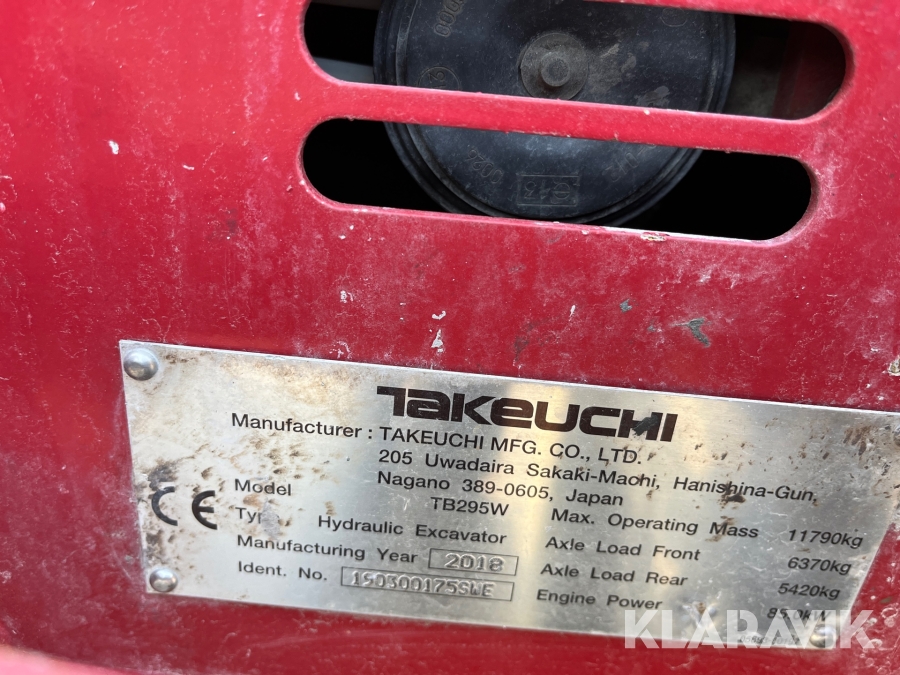 TAKEUCHI
Manufacturer : TAKEUCHI MFG. CO., LTD.
205 Uwadaira Sakaki-Machi, Hanishina-Gun,
Nagano 389-0605, Japan
Model TB295W Max. Operating Mass 11790kg
Hydraulic Excavator Axle Load Front 6370kg
Manufacturing Year 2018 Axle Load Rear 5420kg
Ident. No. 190300175SWE Engine Power
CE
KLARAVIK